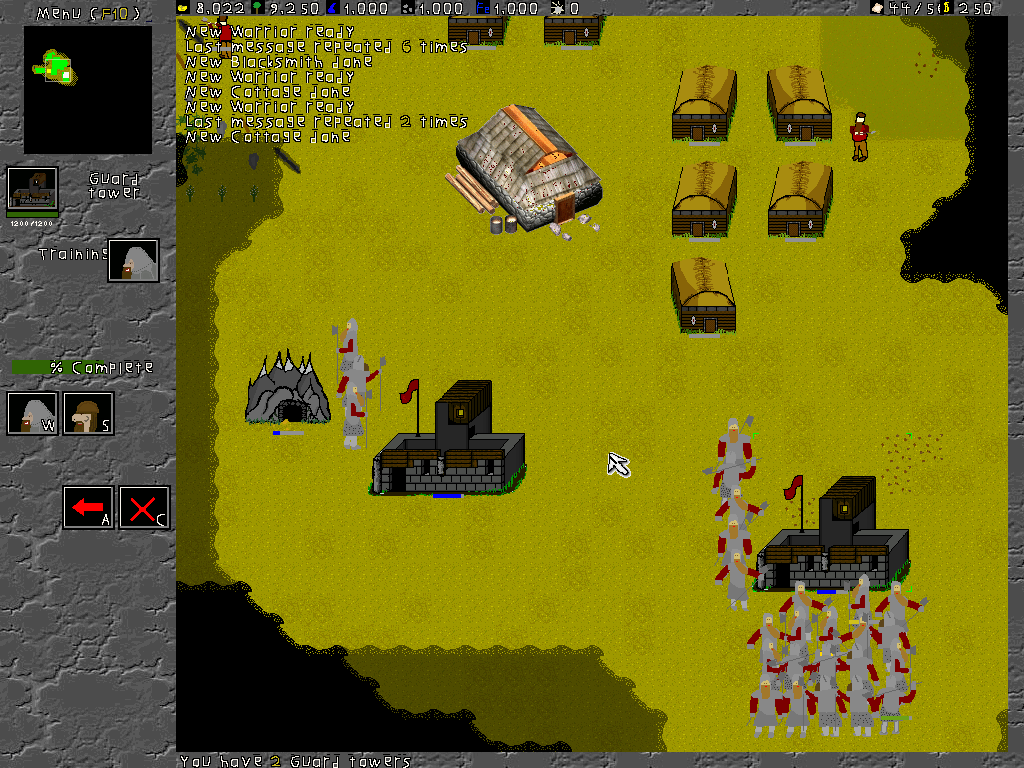 Menu (F10)
8,022 9,250 1,000 1,000 1,000 0
250
New Warrior ready
Last message repeated 6 times
New Blacksmith done
New Warrior ready
New Cottage done
New Warrior ready
Last message repeated 2 times
New Cottage done
Guard
tower
1200/1200
Training
% Complete
W S
A C
You have 2 Guard towers